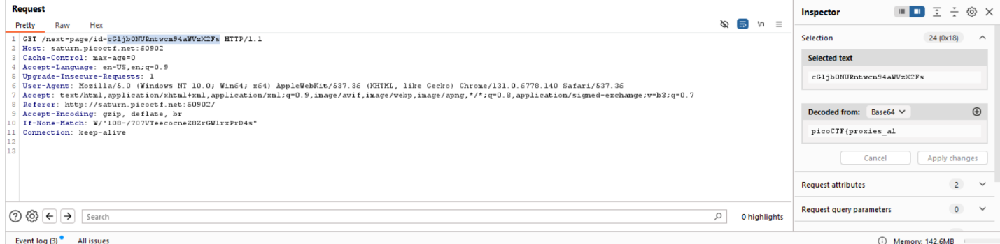 Request
Pretty Raw Hex
\n
1 GET /next-page/id=cGljb0NURntwcm94aWVzX2Fs HTTP/1.1
2 Host: saturn.picoctf.net:60902
3 Cache-Control: max-age=0
4 Accept-Language: en-US,en;q=0.9
5 Upgrade-Insecure-Requests: 1
6 User-Agent: Mozilla/5.0 (Windows NT 10.0; Win64; x64) AppleWebKit/537.36 (KHTML, like Gecko) Chrome/131.0.6778.140 Safari/537.36
7 Accept: text/html,application/xhtml+xml,application/xml;q=0.9,image/avif,image/webp,image/apng,*/*;q=0.8,application/signed-exchange;v=b3;q=0.7
8 Referer: http://saturn.picoctf.net:60902/
9 Accept-Encoding: gzip, deflate, br
10 If-None-Match: W/"108-/707VTeecocneZ8ZrGWlrxPrD4s"
11 Connection: keep-alive
12
13
Search
0 highlights
Event log (3) All issues
Inspector
Selection 24 (0x18)
Selected text
cGljb0NURntwcm94aWVzX2Fs
Decoded from: Base64
picoCTF{proxies_al
Cancel Apply changes
Request attributes 2
Request query parameters 0
Memory: 142.6MB